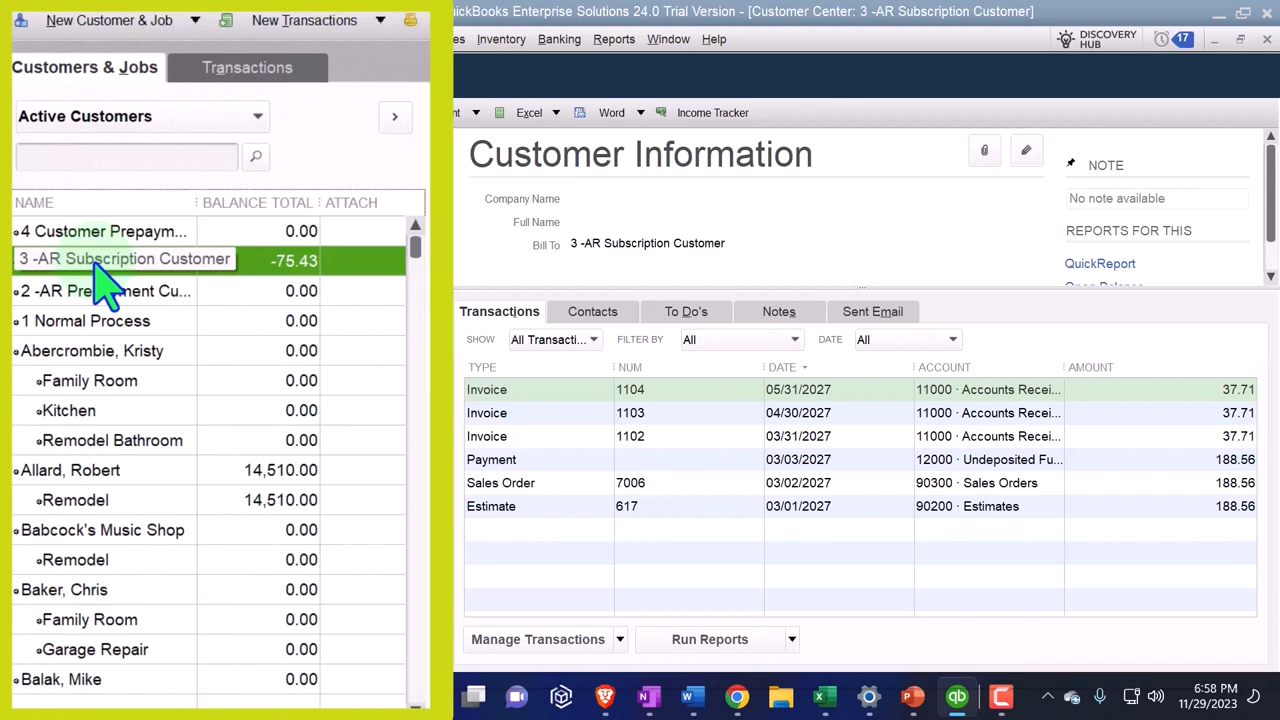 New Customer & Job New Transactions
Customers & Jobs Transactions
Active Customers
NAME BALANCE TOTAL ATTACH
4 Customer Prepaym... 0.00
3 -AR Subscription Customer -75.43
2 -AR Pre ment Cu... 0.00
1 Normal Process 0.00
Abercrombie, Kristy 0.00
Family Room 0.00
Kitchen 0.00
Remodel Bathroom 0.00
Allard, Robert 14,510.00
Remodel 14,510.00
Babcock's Music Shop 0.00
Remodel 0.00
Baker, Chris 0.00
Family Room 0.00
Garage Repair 0.00
Balak, Mike 0.00
QuickBooks Enterprise Solutions 24.0 Trial Version - [Customer Center: 3 -AR Subscription Customer]
es Inventory Banking Reports Window Help DISCOVERY HUB 17
nt Excel Word Income Tracker
Customer Information
Company Name
Full Name
Bill To 3 -AR Subscription Customer
NOTE
No note available
REPORTS FOR THIS
QuickReport
Transactions Contacts To Do's Notes Sent Email
SHOW All Transacti... FILTER BY All DATE All
TYPE NUM DATE ACCOUNT AMOUNT
Invoice 1104 05/31/2027 11000 · Accounts Recei... 37.71
Invoice 1103 04/30/2027 11000 · Accounts Recei... 37.71
Invoice 1102 03/31/2027 11000 · Accounts Recei... 37.71
Payment 03/03/2027 12000 · Undeposited Fu... 188.56
Sales Order 7006 03/02/2027 90300 · Sales Orders 188.56
Estimate 617 03/01/2027 90200 · Estimates 188.56
Manage Transactions Run Reports
6:58 PM
11/29/2023